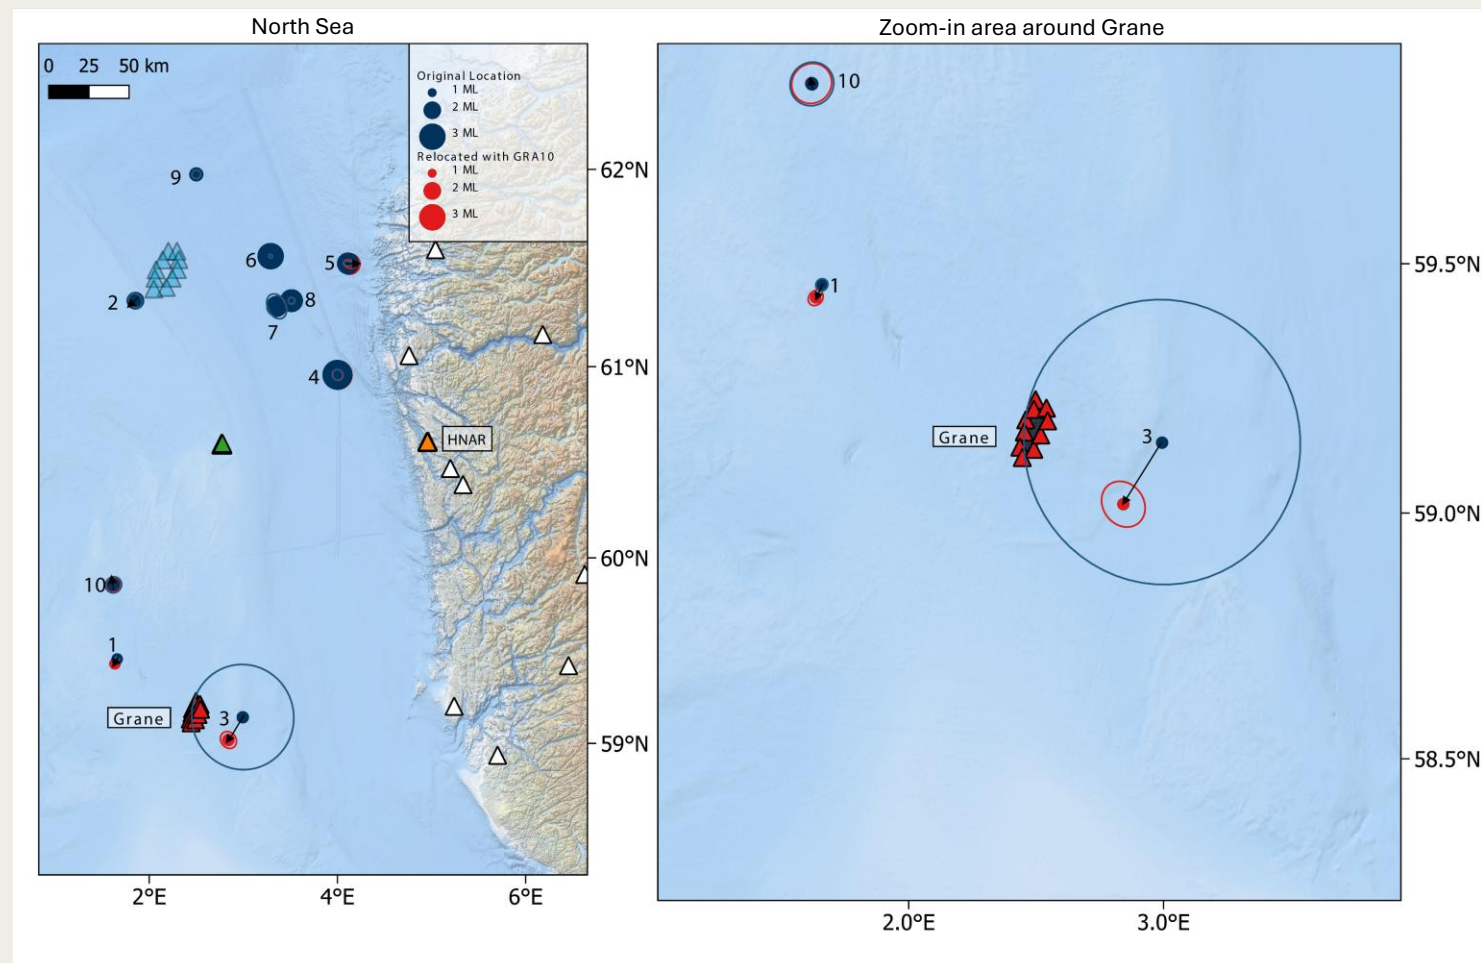 North Sea
0 25 50 km
Original Location
1 ML
2 ML
3 ML
Relocated with GRA10
1 ML
2 ML
3 ML
9
6
5
2
8
7
4
HNAR
10
1
Grane
3
62°N
61°N
60°N
59°N
2°E
4°E
6°E
Zoom-in area around Grane
10
1
Grane
3
59.5°N
59.0°N
58.5°N
2.0°E
3.0°E